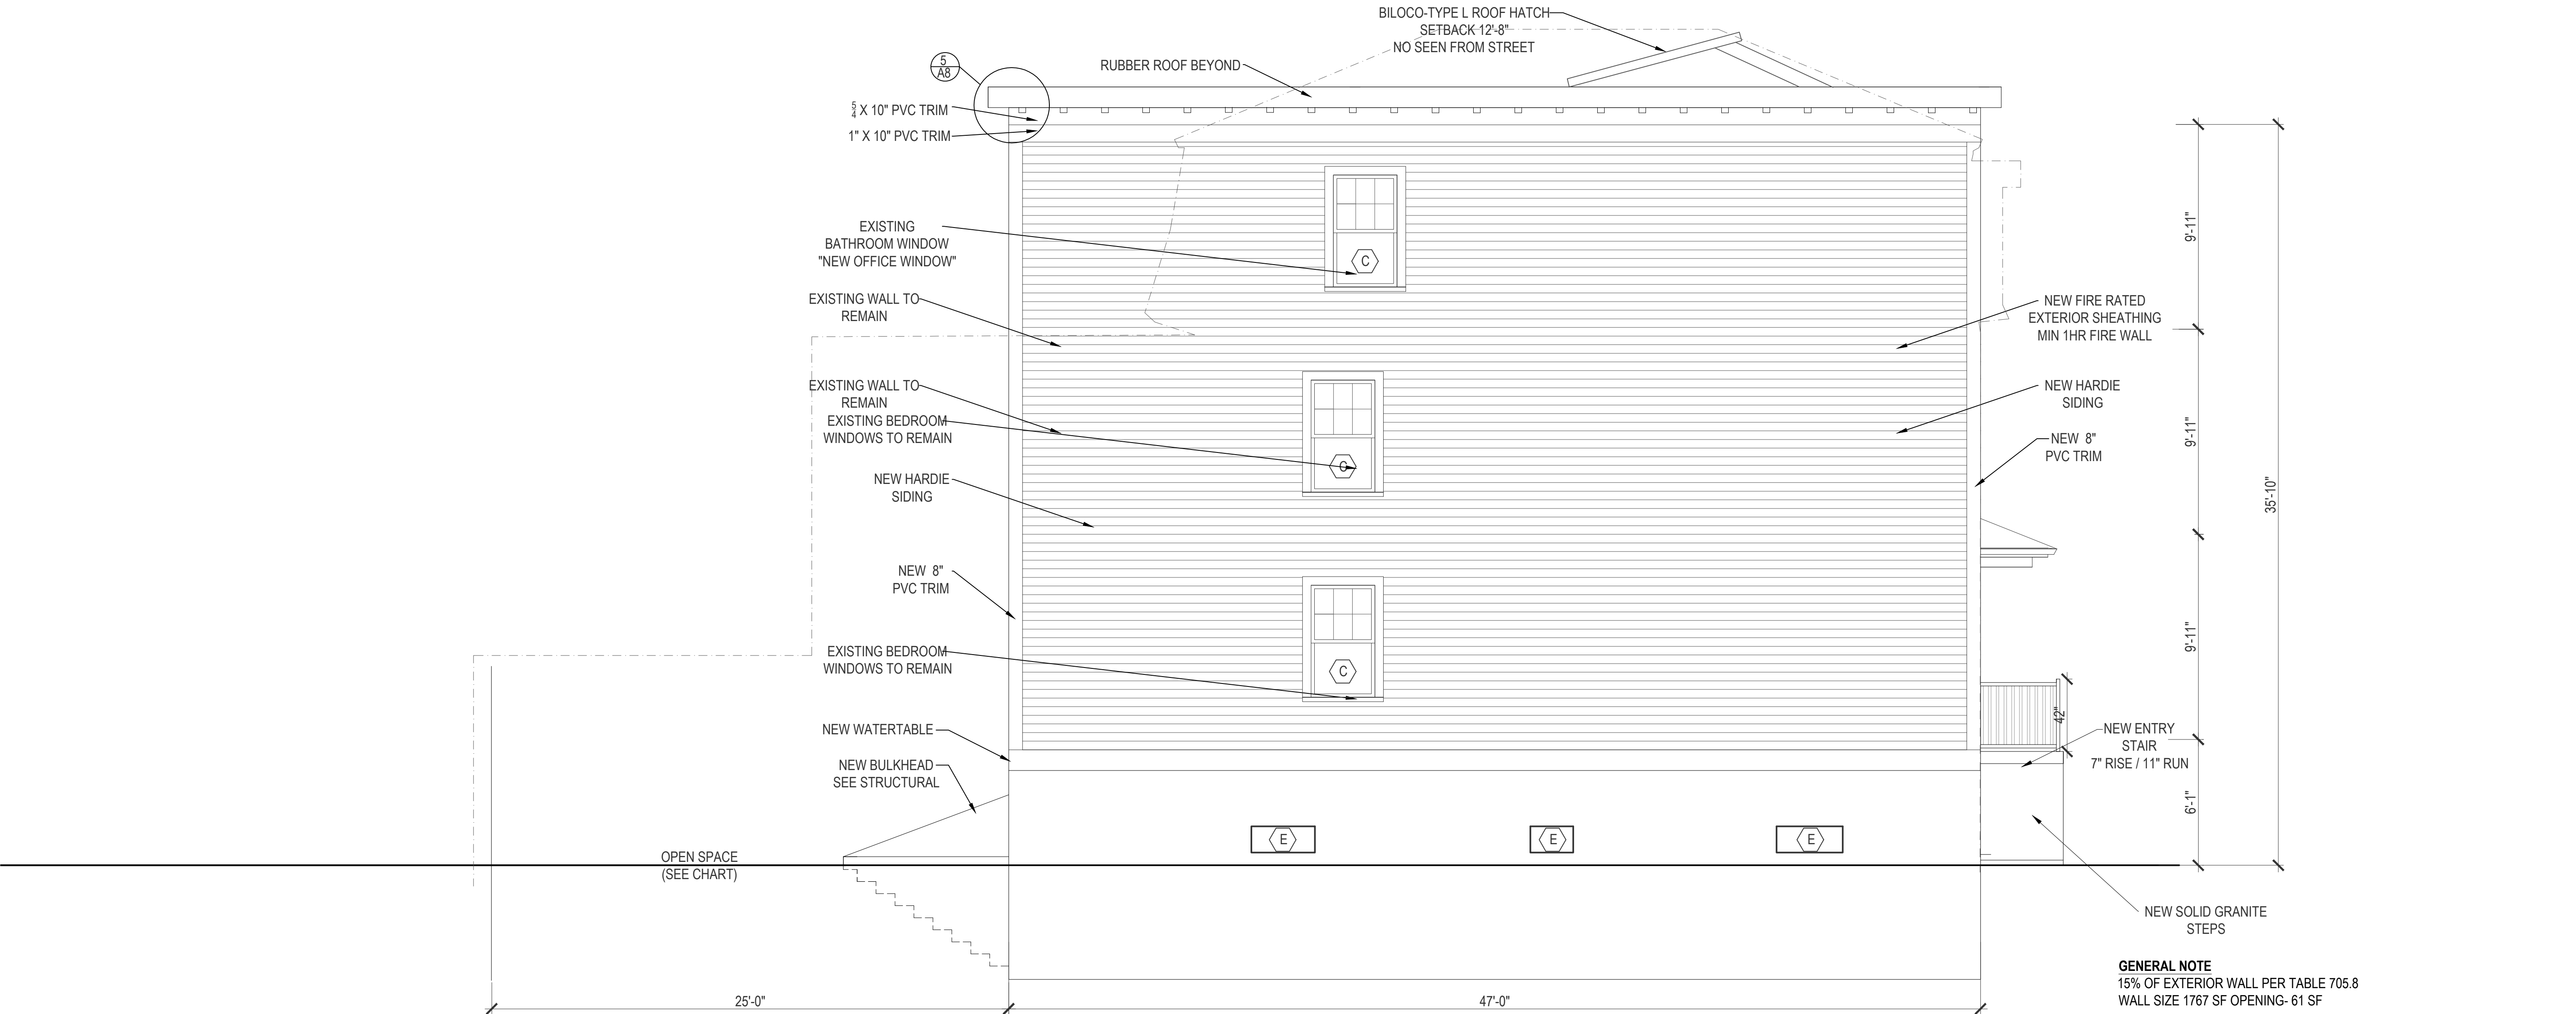 BILOCO-TYPE L ROOF HATCH
SETBACK 12'-8"
NO SEEN FROM STREET
RUBBER ROOF BEYOND
5
A8
5/4 X 10" PVC TRIM
1" X 10" PVC TRIM
EXISTING
BATHROOM WINDOW
"NEW OFFICE WINDOW"
C
9'-11"
EXISTING WALL TO
REMAIN
NEW FIRE RATED
EXTERIOR SHEATHING
MIN 1HR FIRE WALL
EXISTING WALL TO
REMAIN
EXISTING BEDROOM
WINDOWS TO REMAIN
C
NEW HARDIE
SIDING
9'-11"
NEW 8"
PVC TRIM
NEW HARDIE
SIDING
35'-10"
NEW 8"
PVC TRIM
EXISTING BEDROOM
WINDOWS TO REMAIN
C
9'-11"
42"
NEW WATERTABLE
NEW ENTRY
STAIR
7" RISE / 11" RUN
NEW BULKHEAD
SEE STRUCTURAL
6'-1"
E
E
E
OPEN SPACE
(SEE CHART)
NEW SOLID GRANITE
STEPS
GENERAL NOTE
15% OF EXTERIOR WALL PER TABLE 705.8
WALL SIZE 1767 SF OPENING- 61 SF
25'-0"
47'-0"